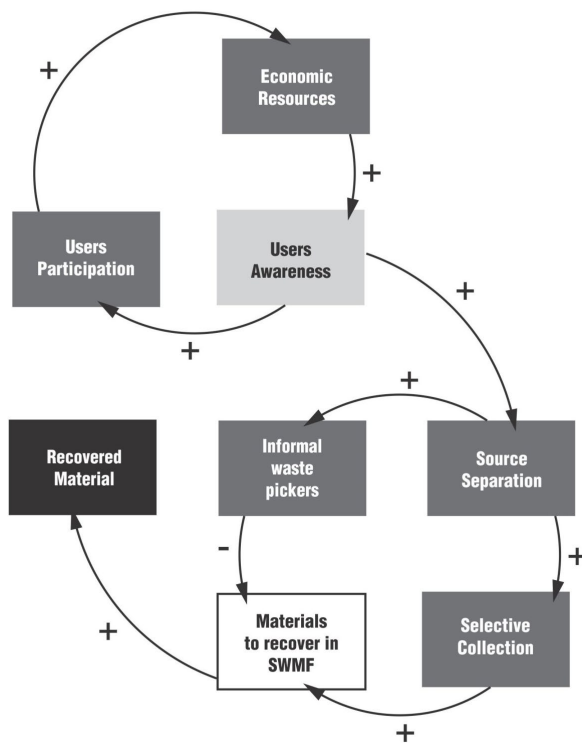 +
Economic
Resources
+
Users
Participation
Users
Awareness
+
+
+
Recovered
Material
Informal
waste
pickers
Source
Separation
-
+
Materials
to recover in
SWMF
Selective
Collection
+
+